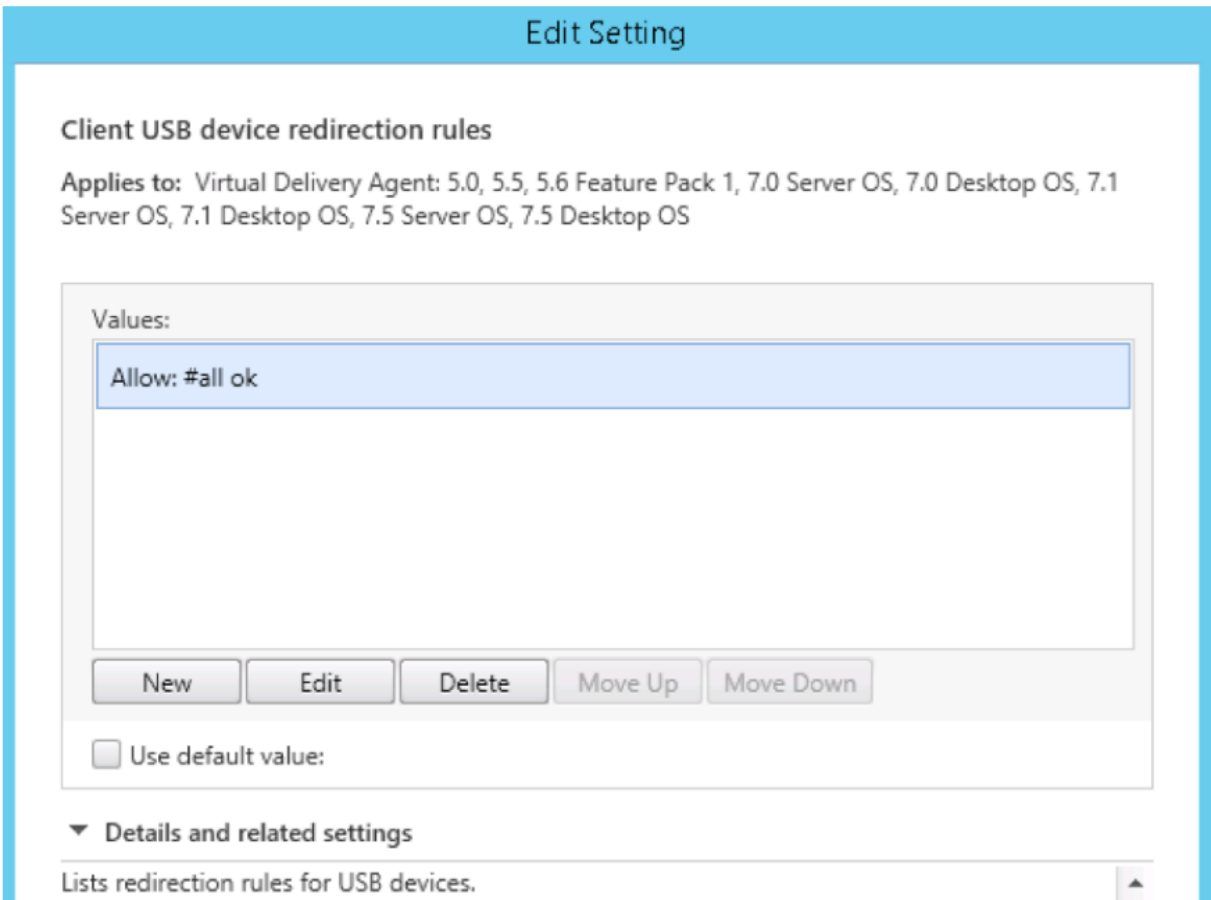 Edit Setting
Client USB device redirection rules
Applies to: Virtual Delivery Agent: 5.0, 5.5, 5.6 Feature Pack 1, 7.0 Server OS, 7.0 Desktop OS, 7.1
Server OS, 7.1 Desktop OS, 7.5 Server OS, 7.5 Desktop OS
Values:
Allow: #all ok
New Edit Delete Move Up Move Down
Use default value:
Details and related settings
Lists redirection rules for USB devices.